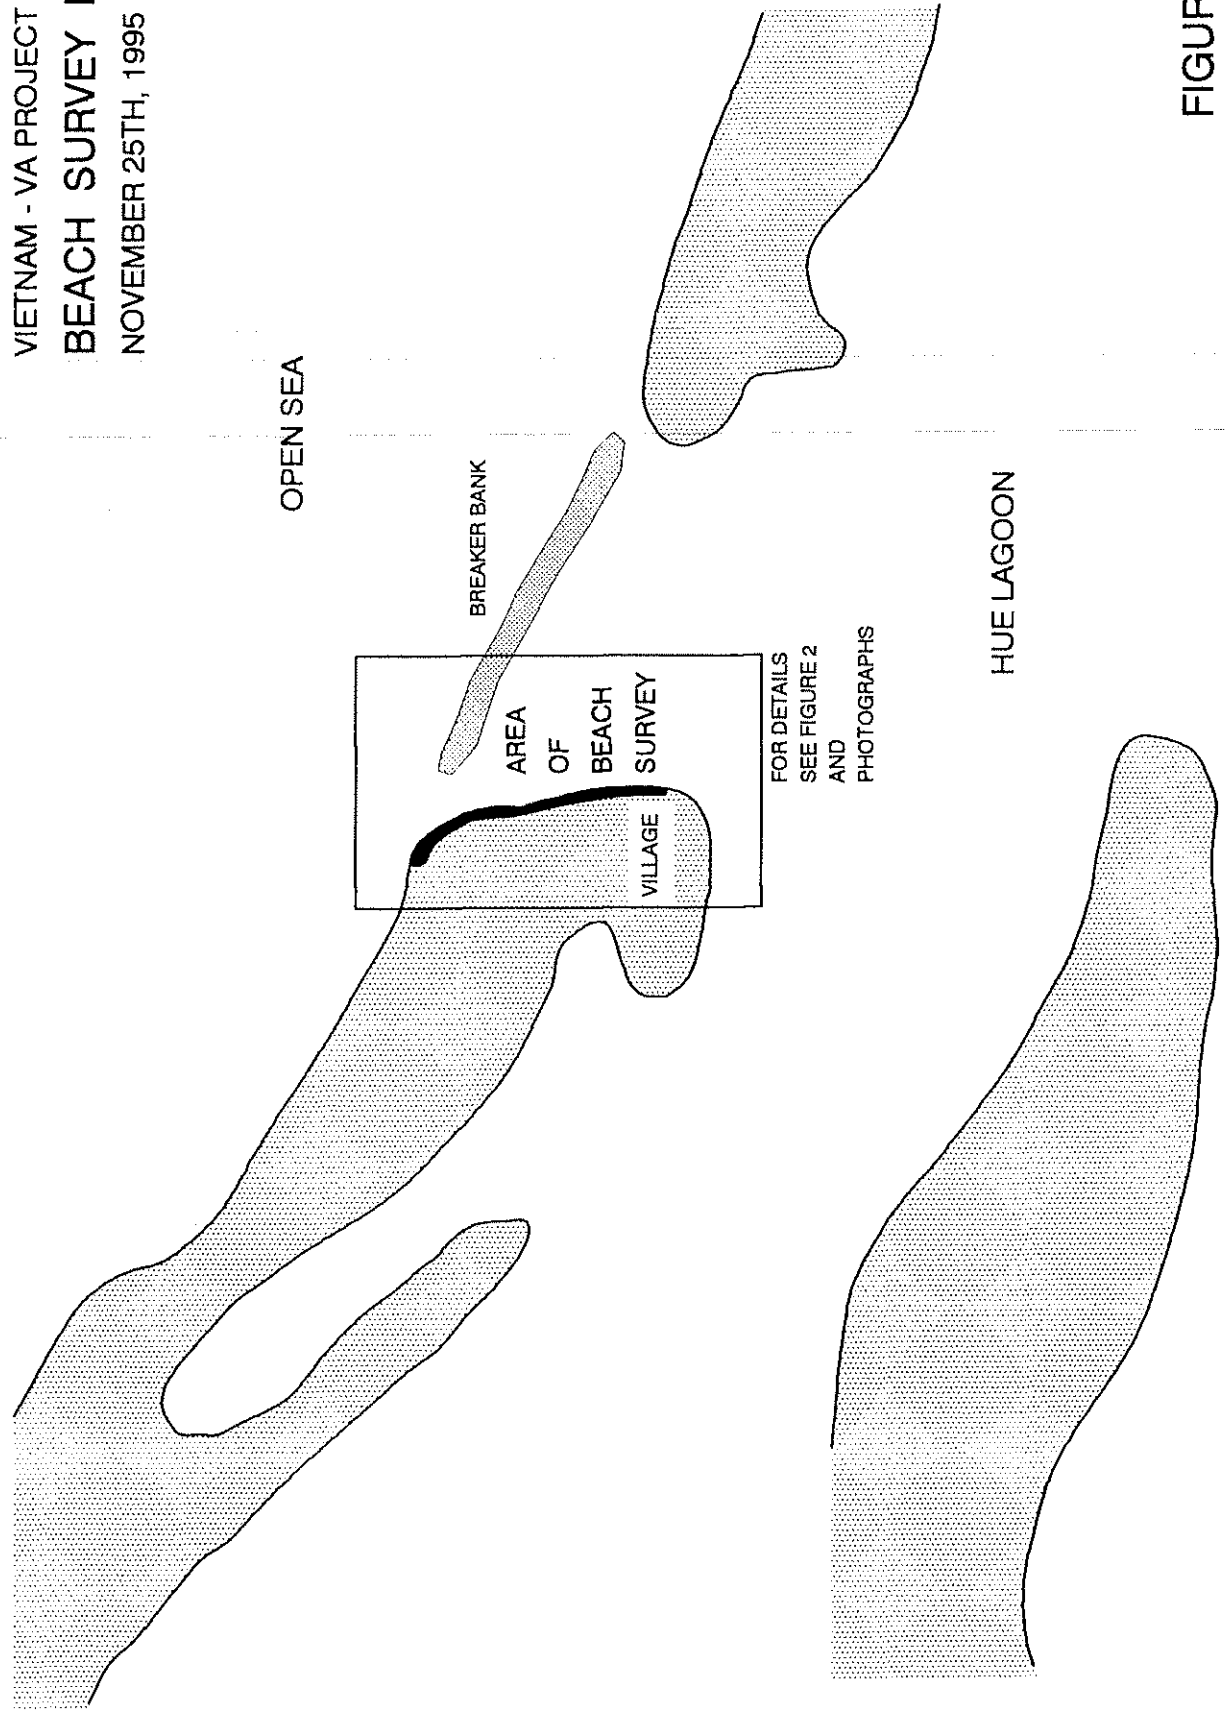 VIETNAM - VA PROJECT
BEACH SURVEY
NOVEMBER 25TH, 1995
OPEN SEA
BREAKER BANK
AREA
OF
BEACH
SURVEY
VILLAGE
FOR DETAILS
SEE FIGURE 2
AND
PHOTOGRAPHS
HUE LAGOON